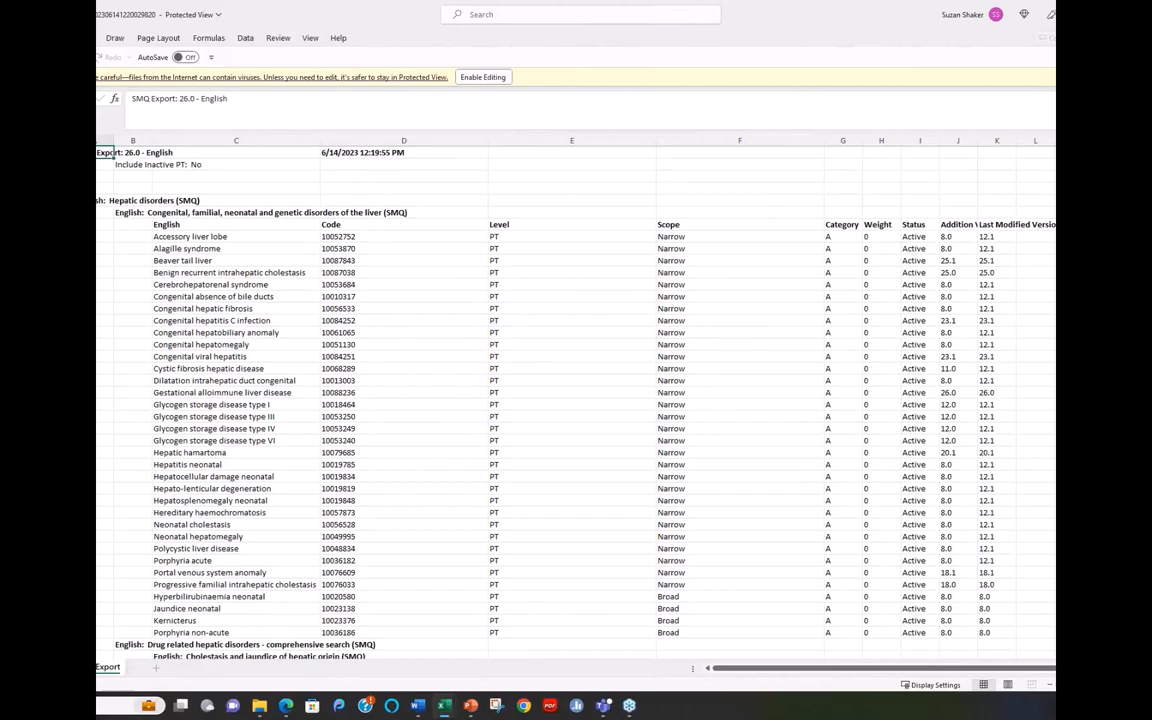 023061412200029820 - Protected View
Search
Suzan Shaker SS
Draw Page Layout Formulas Data Review View Help
Redo AutoSave Off
careful—files from the Internet can contain viruses. Unless you need to edit, it's safer to stay in Protected View. Enable Editing
fx SMQ Export: 26.0 - English
B C D E F G H I J K L
Export: 26.0 - English 6/14/2023 12:19:55 PM
Include Inactive PT: No
sh: Hepatic disorders (SMQ)
English: Congenital, familial, neonatal and genetic disorders of the liver (SMQ)
English Code Level Scope Category Weight Status Addition V Last Modified Versio
Accessory liver lobe 10052752 PT Narrow A 0 Active 8.0 12.1
Alagille syndrome 10053870 PT Narrow A 0 Active 8.0 12.1
Beaver tail liver 10087843 PT Narrow A 0 Active 25.1 25.1
Benign recurrent intrahepatic cholestasis 10087038 PT Narrow A 0 Active 25.0 25.0
Cerebrohepatorenal syndrome 10053684 PT Narrow A 0 Active 8.0 12.1
Congenital absence of bile ducts 10010317 PT Narrow A 0 Active 8.0 12.1
Congenital hepatic fibrosis 10056533 PT Narrow A 0 Active 8.0 12.1
Congenital hepatitis C infection 10084252 PT Narrow A 0 Active 23.1 23.1
Congenital hepatobiliary anomaly 10061065 PT Narrow A 0 Active 8.0 12.1
Congenital hepatomegaly 10051130 PT Narrow A 0 Active 8.0 12.1
Congenital viral hepatitis 10084251 PT Narrow A 0 Active 23.1 23.1
Cystic fibrosis hepatic disease 10068289 PT Narrow A 0 Active 11.0 12.1
Dilatation intrahepatic duct congenital 10013003 PT Narrow A 0 Active 8.0 12.1
Gestational alloimmune liver disease 10088236 PT Narrow A 0 Active 26.0 26.0
Glycogen storage disease type I 10018464 PT Narrow A 0 Active 12.0 12.1
Glycogen storage disease type III 10053250 PT Narrow A 0 Active 12.0 12.1
Glycogen storage disease type IV 10053249 PT Narrow A 0 Active 12.0 12.1
Glycogen storage disease type VI 10053240 PT Narrow A 0 Active 12.0 12.1
Hepatic hamartoma 10079685 PT Narrow A 0 Active 20.1 20.1
Hepatitis neonatal 10019785 PT Narrow A 0 Active 8.0 12.1
Hepatocellular damage neonatal 10019834 PT Narrow A 0 Active 8.0 12.1
Hepato-lenticular degeneration 10019819 PT Narrow A 0 Active 8.0 12.1
Hepatosplenomegaly neonatal 10019848 PT Narrow A 0 Active 8.0 12.1
Hereditary haemochromatosis 10057873 PT Narrow A 0 Active 8.0 12.1
Neonatal cholestasis 10056528 PT Narrow A 0 Active 8.0 12.1
Neonatal hepatomegaly 10049995 PT Narrow A 0 Active 8.0 12.1
Polycystic liver disease 10048834 PT Narrow A 0 Active 8.0 12.1
Porphyria acute 10036182 PT Narrow A 0 Active 8.0 12.1
Portal venous system anomaly 10076609 PT Narrow A 0 Active 18.1 18.1
Progressive familial intrahepatic cholestasis 10076033 PT Narrow A 0 Active 18.0 18.0
Hyperbilirubinaemia neonatal 10020580 PT Broad A 0 Active 8.0 8.0
Jaundice neonatal 10023138 PT Broad A 0 Active 8.0 8.0
Kernicterus 10023376 PT Broad A 0 Active 8.0 8.0
Porphyria non-acute 10036186 PT Broad A 0 Active 8.0 8.0
English: Drug related hepatic disorders - comprehensive search (SMQ)
English: Cholestasis and jaundice of hepatic origin (SMQ)
Export
Display Settings